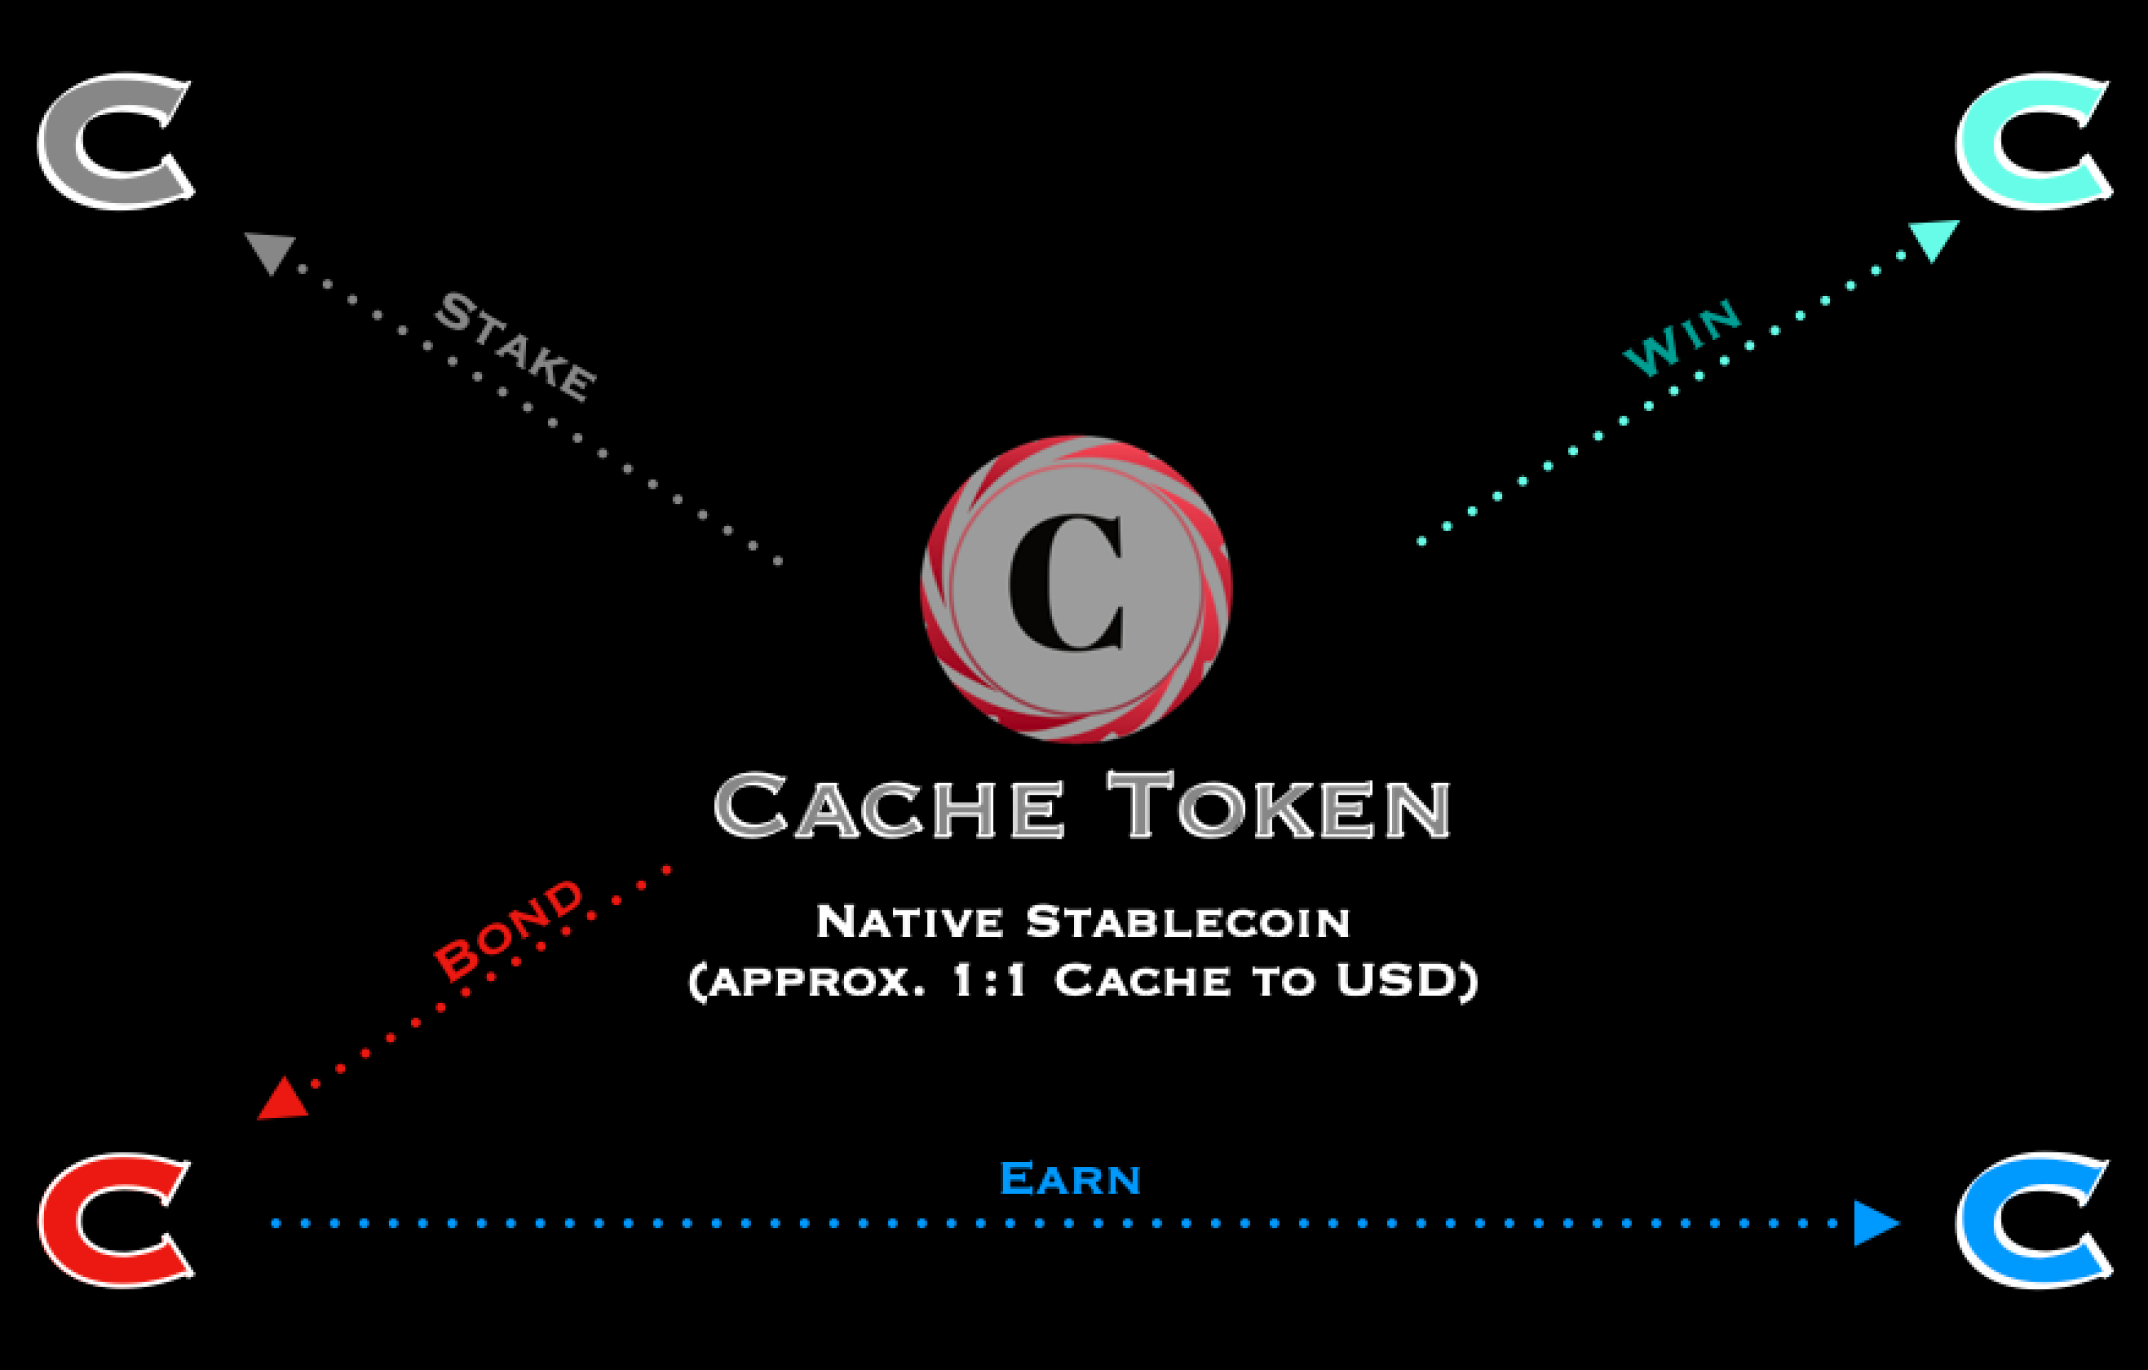 C
C
Stake
Win
C
Cache Token
Bond
Native Stablecoin
(approx. 1:1 Cache to USD)
Earn
C
C